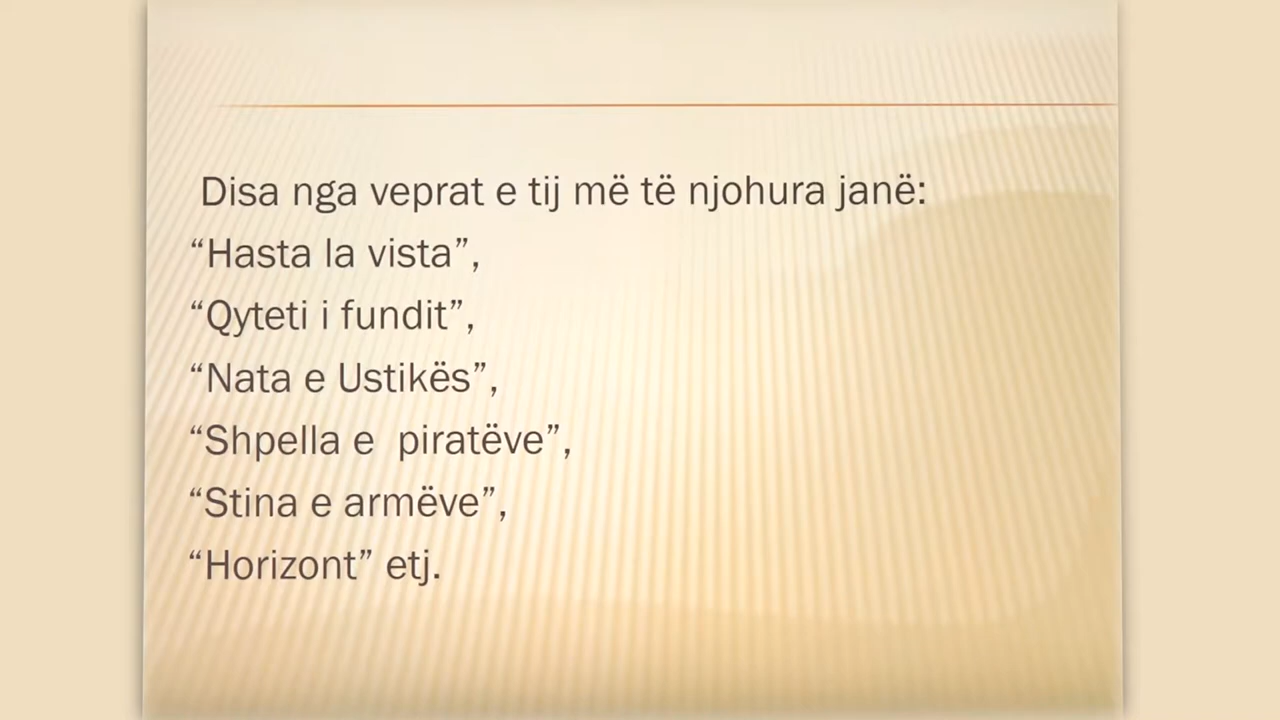 Disa nga veprat e tij më të njohura janë:
“Hasta la vista”,
“Qyteti i fundit”,
“Nata e Ustikës”,
“Shpella e  piratëve”,
“Stina e armëve”,
“Horizont” etj.